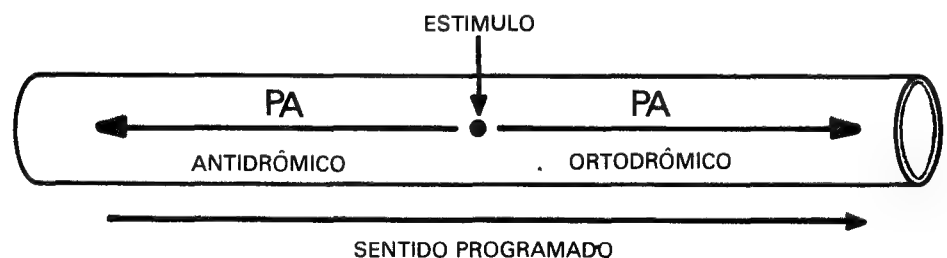 ESTIMULO
PA PA
ANTIDRÔMICO ORTODRÔMICO
SENTIDO PROGRAMADO